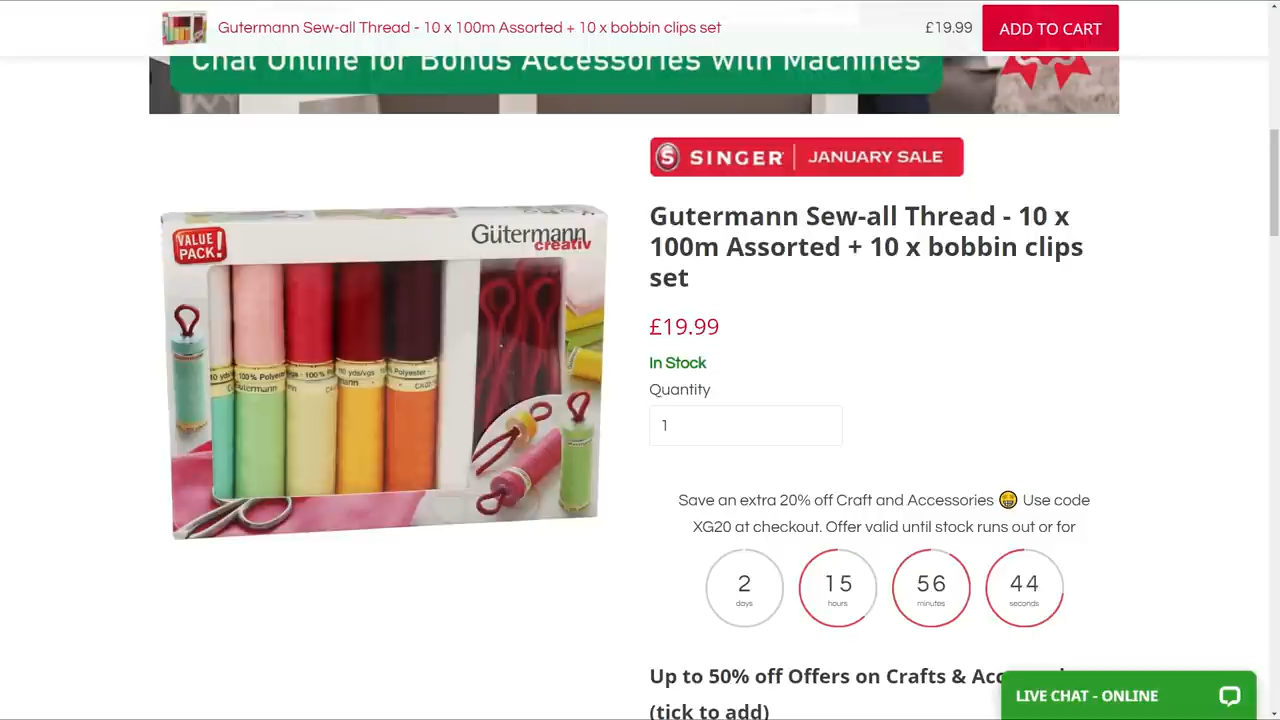 Gutermann Sew-all Thread - 10 x 100m Assorted + 10 x bobbin clips set
£19.99
ADD TO CART
Chat Online for Bonus Accessories with Machines
S SINGER | JANUARY SALE
VALUE PACK!
Gütermann
creativ
100% Polyester
Gütermann
Gutermann Sew-all Thread - 10 x
100m Assorted + 10 x bobbin clips
set
£19.99
In Stock
Quantity
1
Save an extra 20% off Craft and Accessories 🤑 Use code
XG20 at checkout. Offer valid until stock runs out or for
2 15 56 44
days hours minutes seconds
Up to 50% off Offers on Crafts &
(tick to add)
LIVE CHAT - ONLINE